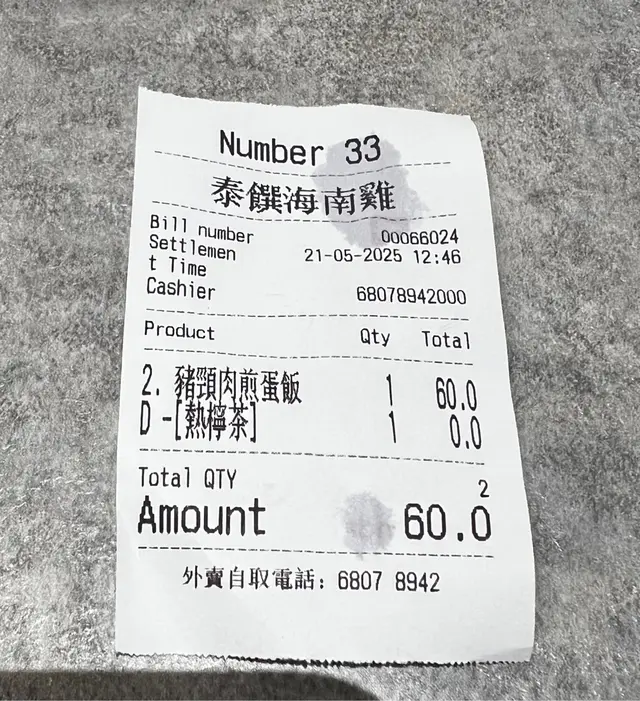 Number 33
泰饌海南雞
Bill number 00066024
Settlemen 21-05-2025 12:46
t Time
Cashier 68078942000
Product Qty Total
2. 豬頸肉煎蛋飯 1 60.0
D -[熱檸茶] 1 0.0
Total QTY 2
Amount 60.0
外賣自取電話: 6807 8942